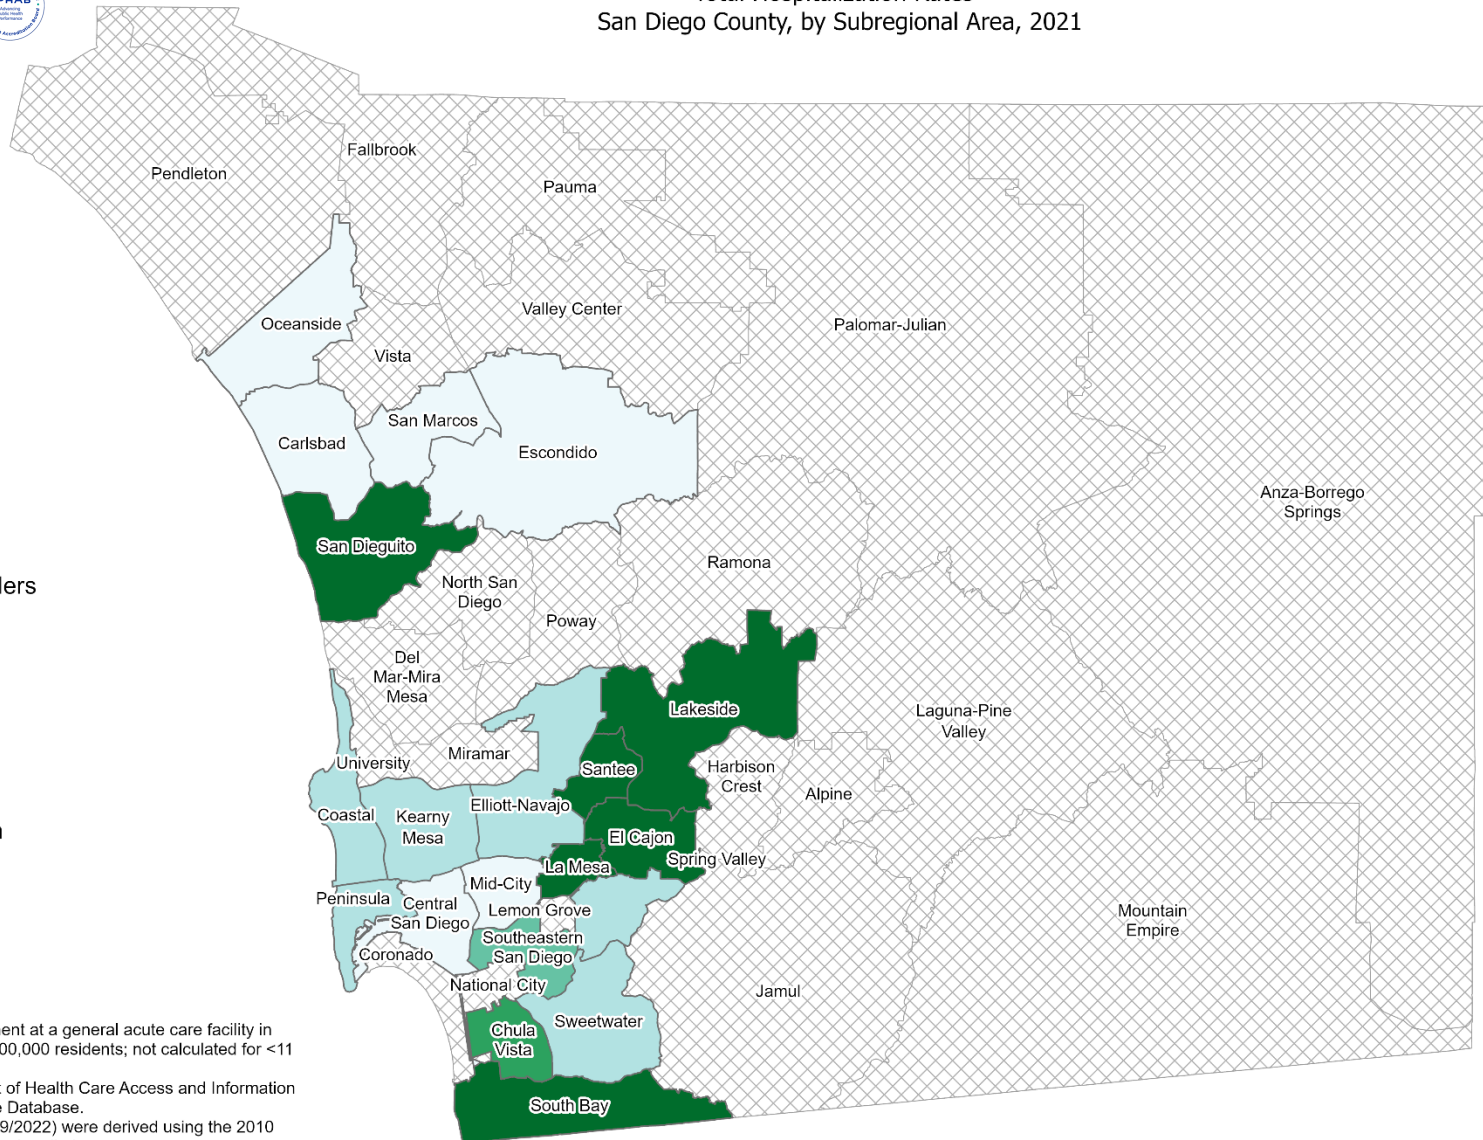 San Diego County, by Subregional Area, 2021
Fallbrook
Pendleton
Pauma
Valley Center
Oceanside
Palomar-Julian
Vista
San Marcos
Carlsbad
Escondido
Anza-Borrego
Springs
San Dieguito
Ramona
North San
Diego
Poway
Del
Mar-Mira
Mesa
Lakeside
Laguna-Pine
Valley
Miramar
University
Santee
Harbison
Crest
Alpine
Elliott-Navajo
Coastal
Kearny
Mesa
El Cajon
Spring Valley
La Mesa
Mid-City
Peninsula
Central
San Diego
Lemon Grove
Mountain
Empire
Southeastern
San Diego
Coronado
National City
Jamul
Sweetwater
Chula
Vista
South Bay
ent at a general acute care facility in
00,000 residents; not calculated for <11
of Health Care Access and Information
Database.
9/2022) were derived using the 2010